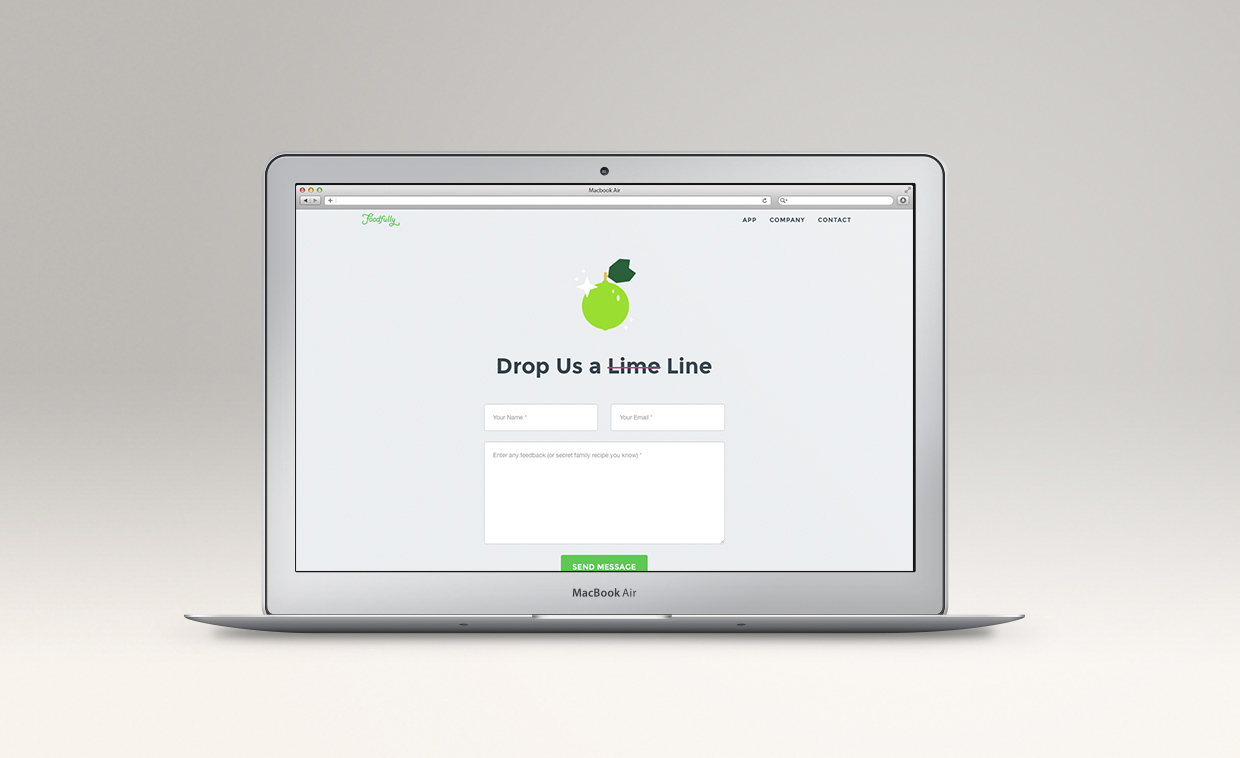 Macbook Air
Foodfully
APP COMPANY CONTACT
Drop Us a Lime Line
Your Name *
Your Email *
Enter any feedback (or secret family recipe you know) *
SEND MESSAGE
MacBook Air